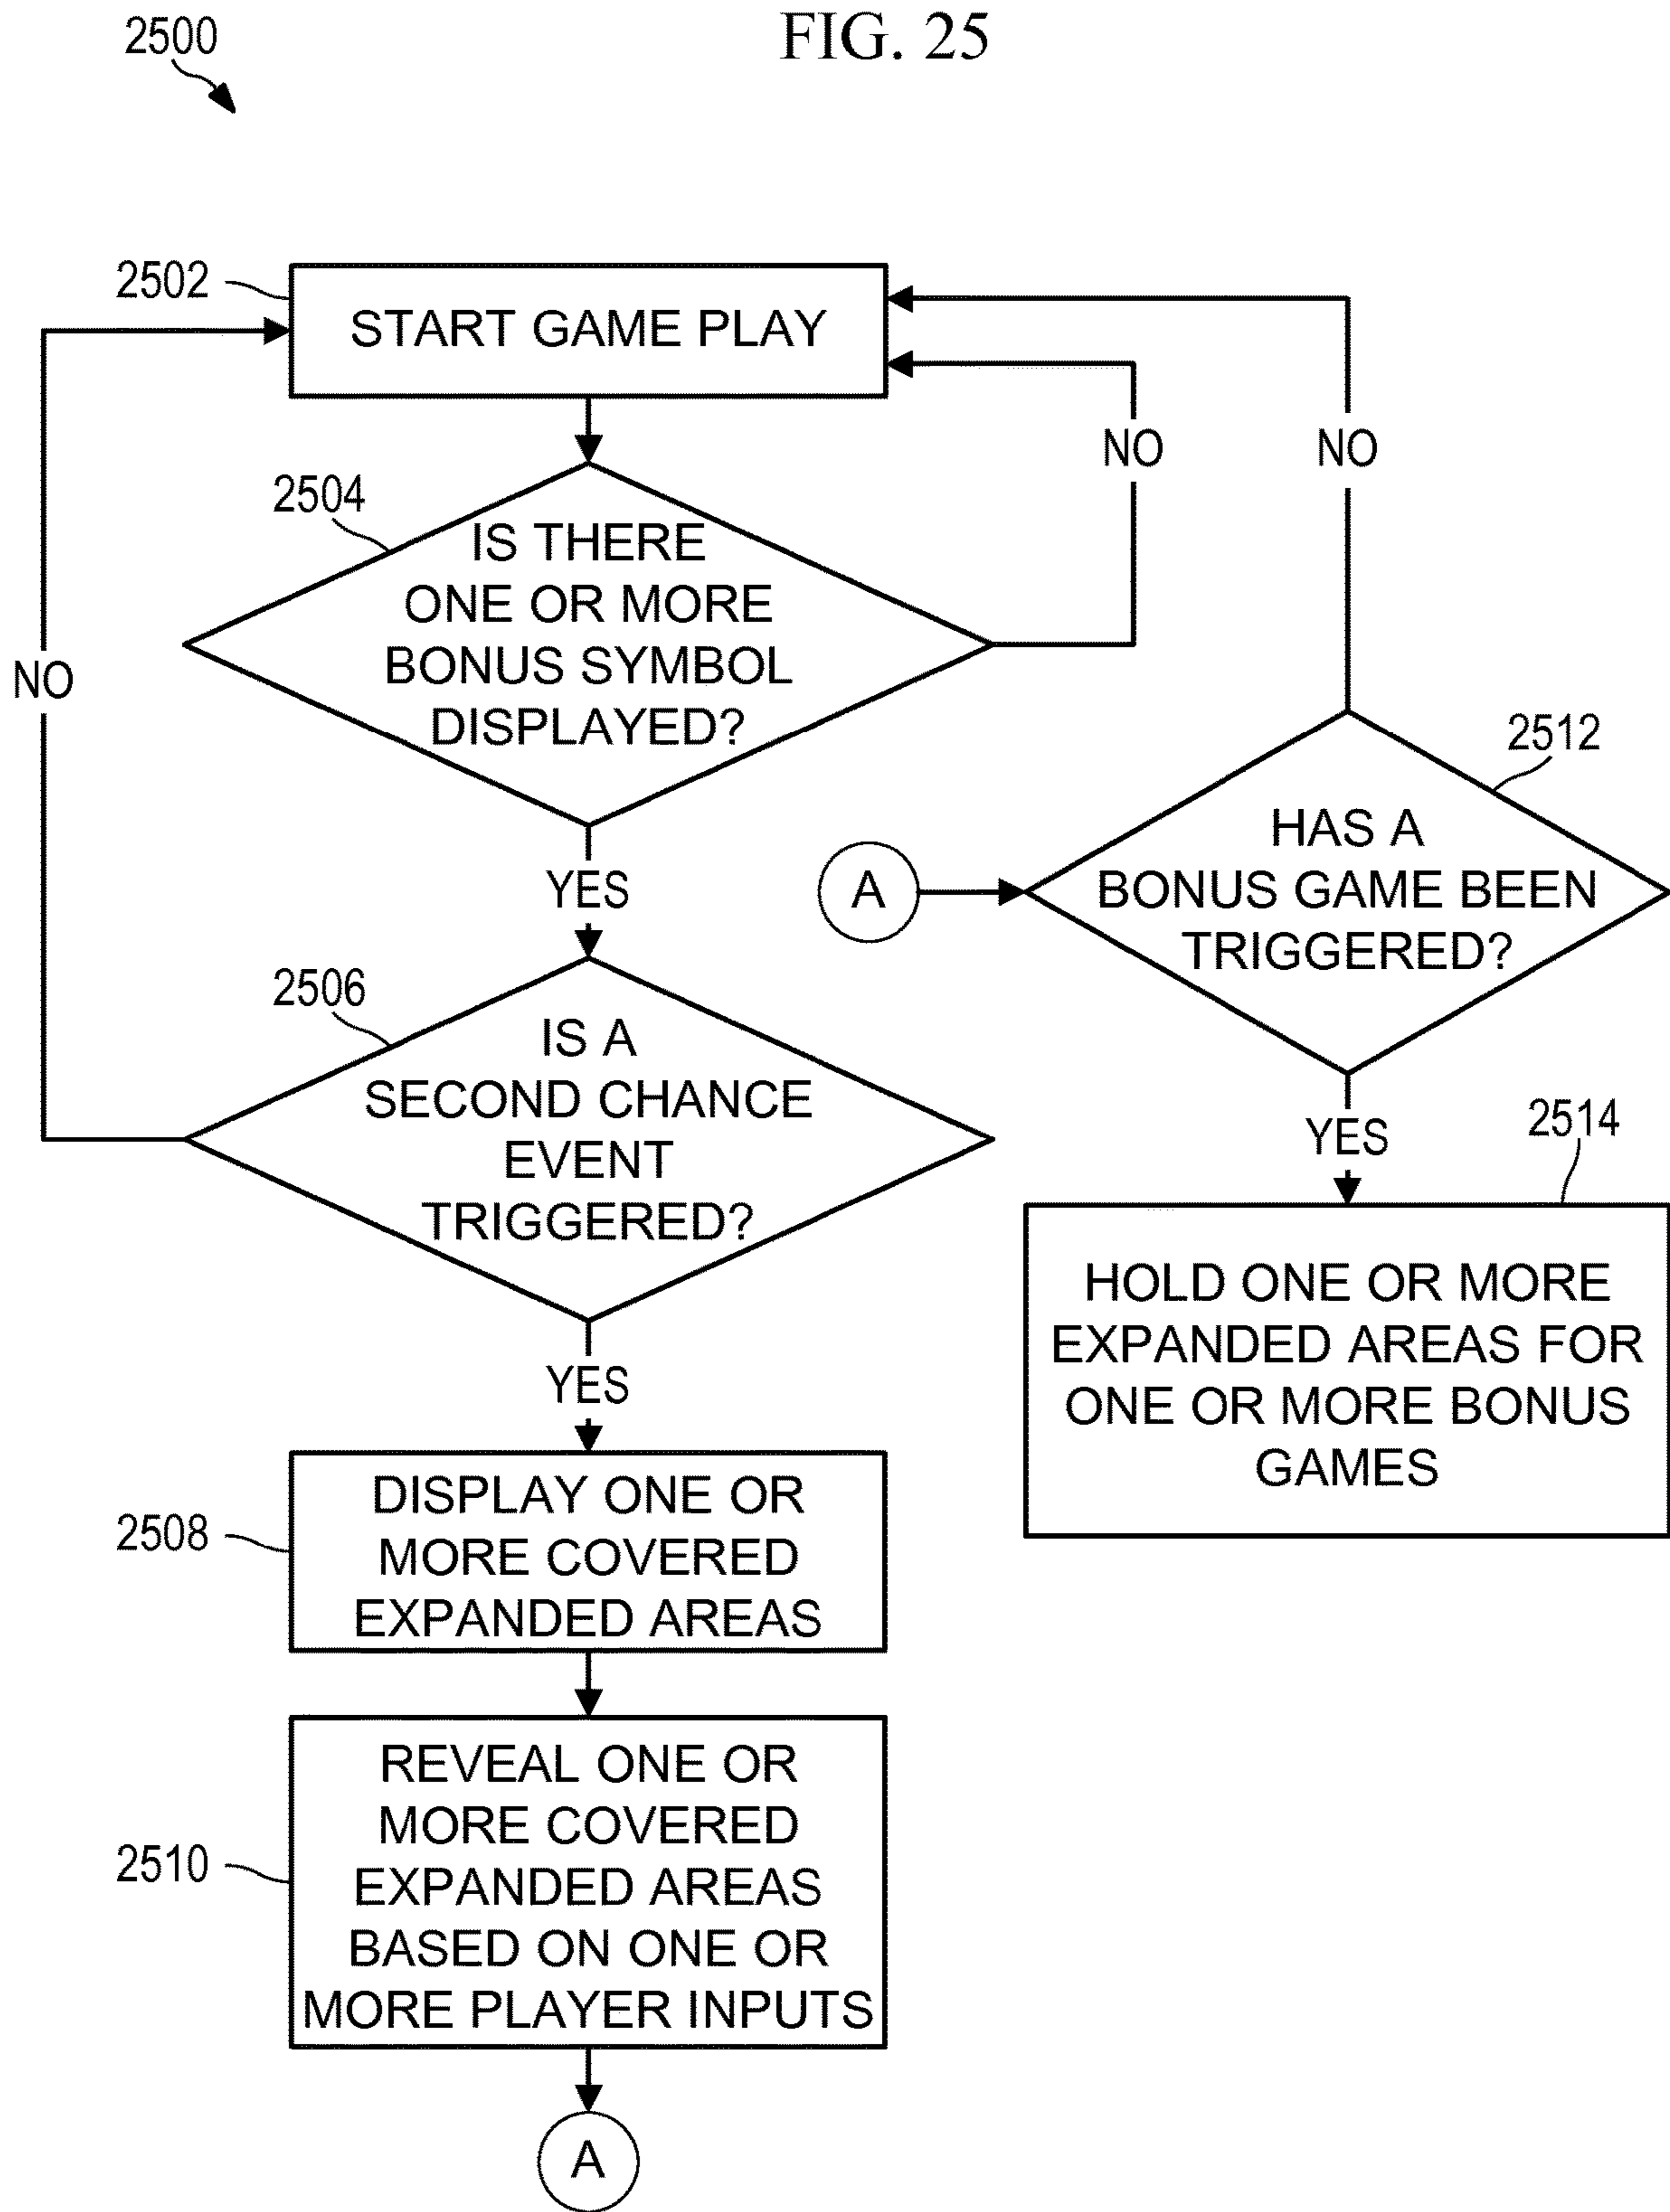 FIG. 25
2500
2502
START GAME PLAY
NO
NO
2504
IS THERE
ONE OR MORE
BONUS SYMBOL
DISPLAYED?
NO
2512
HAS A
BONUS GAME BEEN
TRIGGERED?
YES
A
2506
IS A
SECOND CHANCE
EVENT
TRIGGERED?
YES
2514
HOLD ONE OR MORE
EXPANDED AREAS FOR
ONE OR MORE BONUS
GAMES
YES
2508
DISPLAY ONE OR
MORE COVERED
EXPANDED AREAS
2510
REVEAL ONE OR
MORE COVERED
EXPANDED AREAS
BASED ON ONE OR
MORE PLAYER INPUTS
A